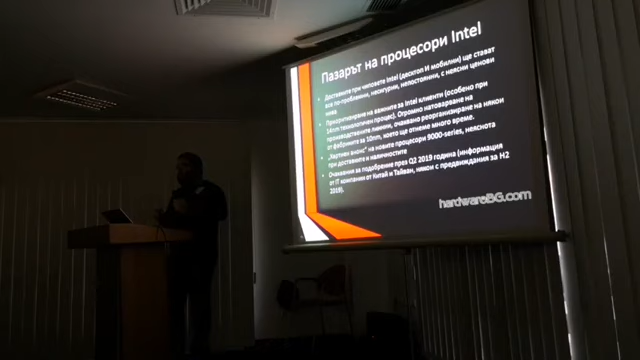 Пазарът на процесори Intel
Доставките при чиповете Intel (десктоп И мобилни) ще стават
все по-проблемни, несигурни, непостоянни, с неясни ценови
нива
Приоритизиране на важните за Intel клиенти (особено при
14nm технологичен процес). Огромно натоварване на
производствените линии, очаквано реорганизиране на някои
от фабриките за 10nm, което ще отнеме много време.
„Хартиен анонс" на новите процесори 9000-series, неяснота
при доставките и наличностите
Очаквания за подобрение през Q2 2019 година (информация
от IT компании от Китай и Тайван, някои с предвиждания за H2
2019).
hardwareBG.com